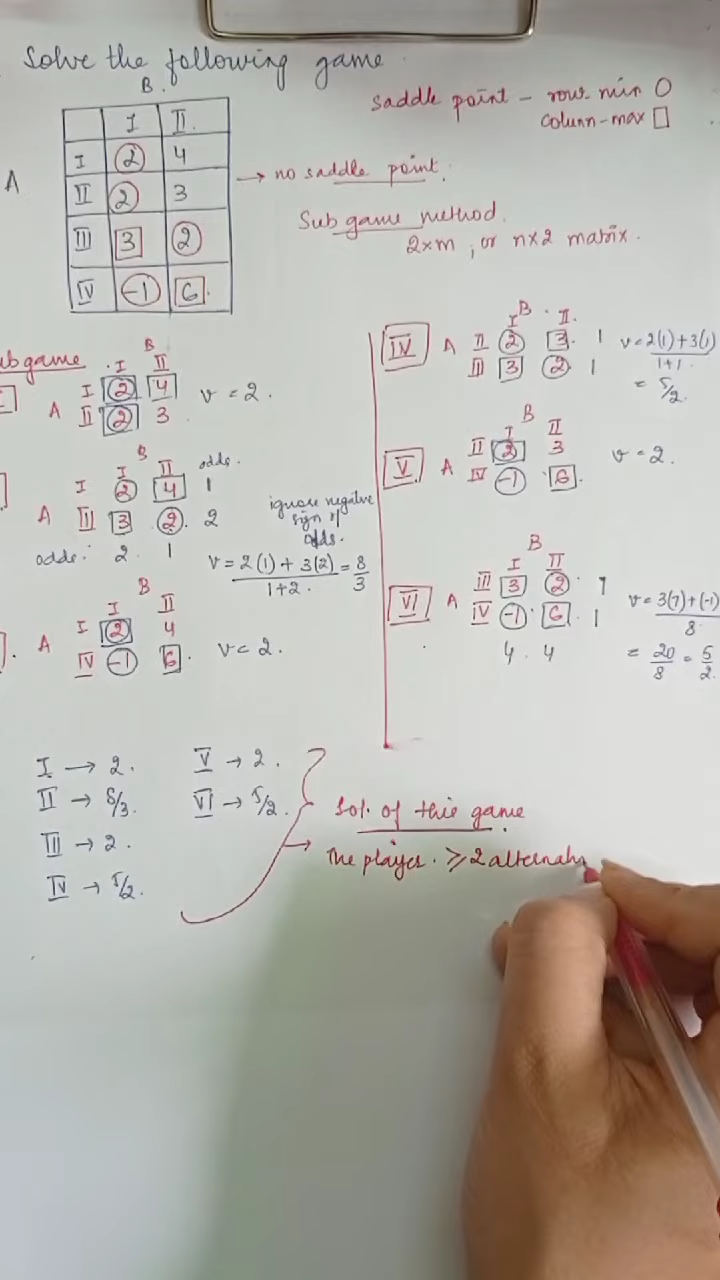 Solve the following game
B.
saddle point - row min O
column-max □
I II.
A I 2 4
II 2 3
III 3 2
IV -1 6.
→ no saddle point.
Sub game method.
2×m, or n×2 matrix.
ubgame
B
I II
I 2 4
A II 2 3
v = 2.
B
I II odds.
I 2 4 1
A III 3 2. 2
odds: 2 1
ignore negative
sign of
odds.
v = 2(1) + 3(2) = 8
1+2. 3
B
I II
A I 2 4
IV -1 6.
v = 2.
IV
B
I II.
A II 2 3. 1
III 3 2 1
v = 2(1) + 3(1)
1+1
= 5/2.
V
B
I II
A II 2 3
IV -1 6.
v = 2.
VI
B
I II
A III 3 2. 7
IV -1 6. 1
4. 4
v = 3(7) + (-1)
8
= 20 = 5
8 2.
I → 2. V → 2.
II → 8/3. VI → 5/2.
III → 2.
IV → 5/2.
Sol. of this game
→ The player. ≥ 2 alternativ